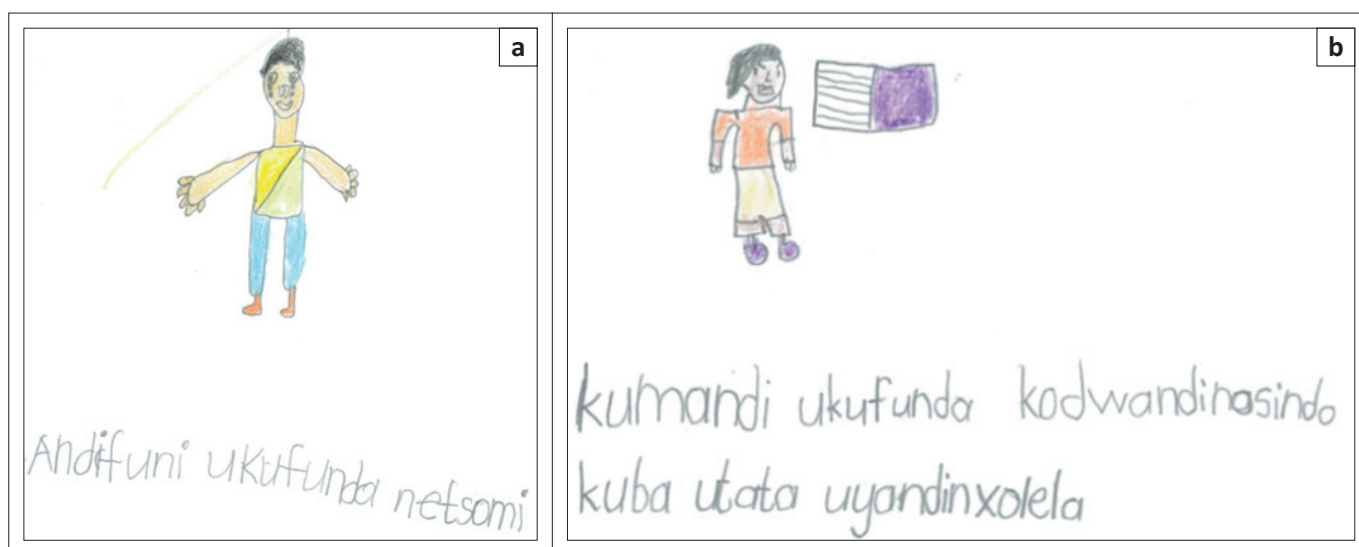 a
Andifuni ukufunda netsomi
b
kumandi ukufunda kodwandinasindo
kuba utata uyandinxolela